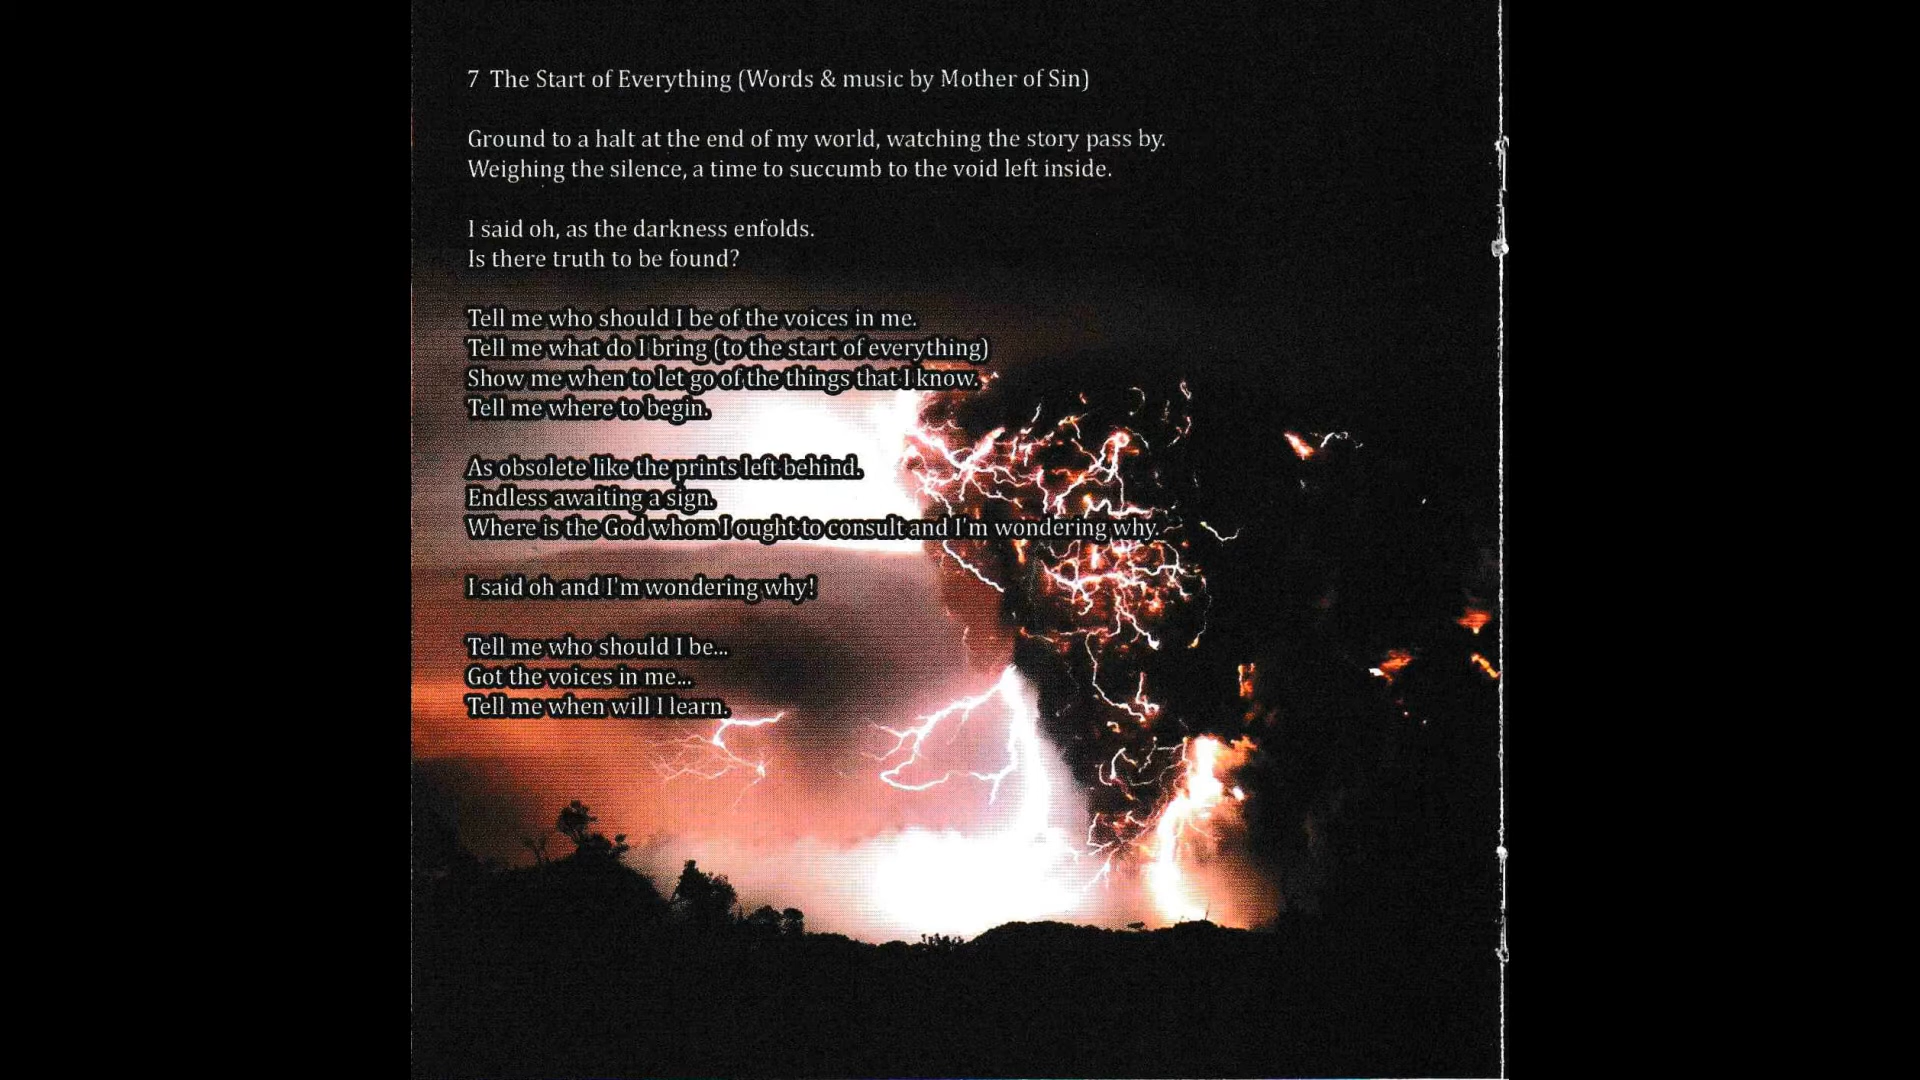 7 The Start of Everything (Words & music by Mother of Sin)
Ground to a halt at the end of my world, watching the story pass by.
Weighing the silence, a time to succumb to the void left inside.
I said oh, as the darkness enfolds.
Is there truth to be found?
Tell me who should I be of the voices in me.
Tell me what do I bring (to the start of everything)
Show me when to let go of the things that I know.
Tell me where to begin.
As obsolete like the prints left behind.
Endless awaiting a sign.
Where is the God whom I ought to consult and I'm wondering why.
I said oh and I'm wondering why!
Tell me who should I be...
Got the voices in me...
Tell me when will I learn.